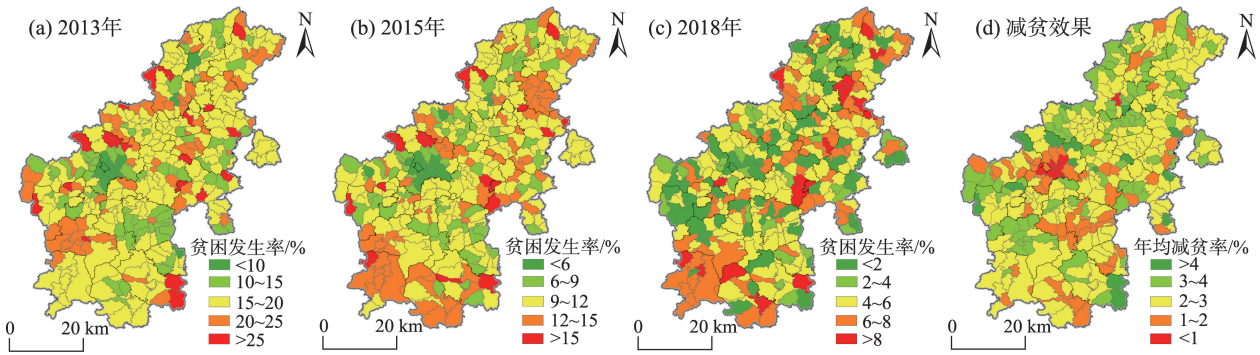 (a) 2013年
N
贫困发生率/%
<10
10~15
15~20
20~25
>25
0 20 km
(b) 2015年
N
贫困发生率/%
<6
6~9
9~12
12~15
>15
0 20 km
(c) 2018年
N
贫困发生率/%
<2
2~4
4~6
6~8
>8
0 20 km
(d) 减贫效果
N
年均减贫率/%
>4
3~4
2~3
1~2
<1
0 20 km